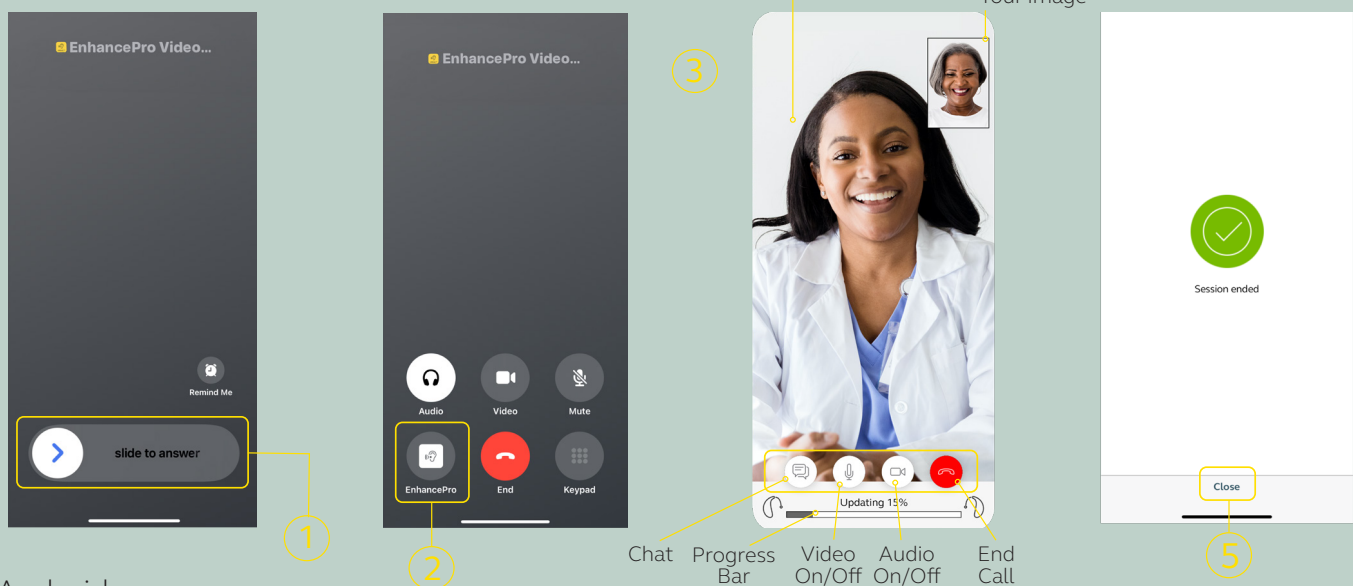 Your image
EnhancePro Video...
EnhancePro Video...
3
Remind Me
slide to answer
Audio Video Mute
EnhancePro End Keypad
Session ended
Close
Updating 15%
1
2
5
Chat
Progress
Bar
Video
On/Off
Audio
On/Off
End
Call